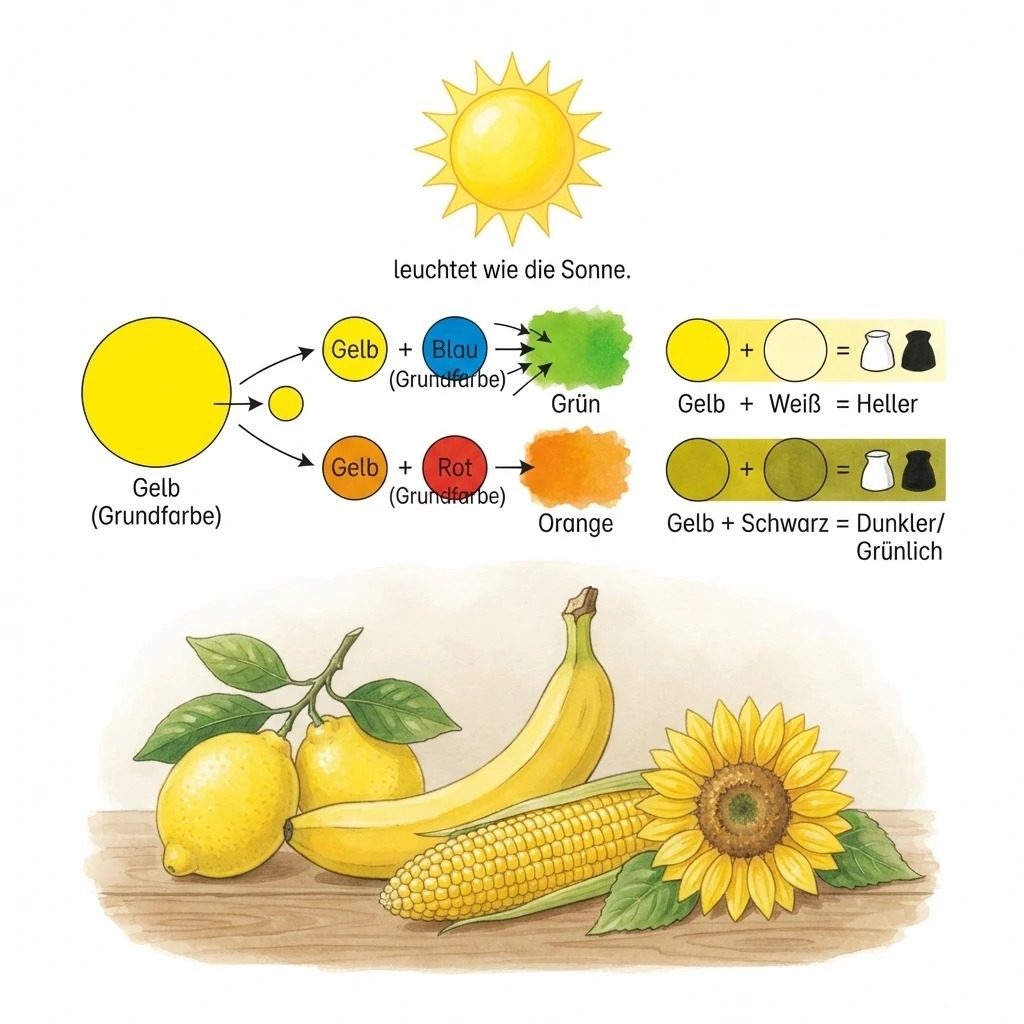 leuchtet wie die Sonne.
Gelb + Blau
(Grundfarbe)
Grün
Gelb
(Grundfarbe)
Gelb + Rot
(Grundfarbe)
Orange
+ =
Gelb + Weiß = Heller
+ =
Gelb + Schwarz = Dunkler/
Grünlich